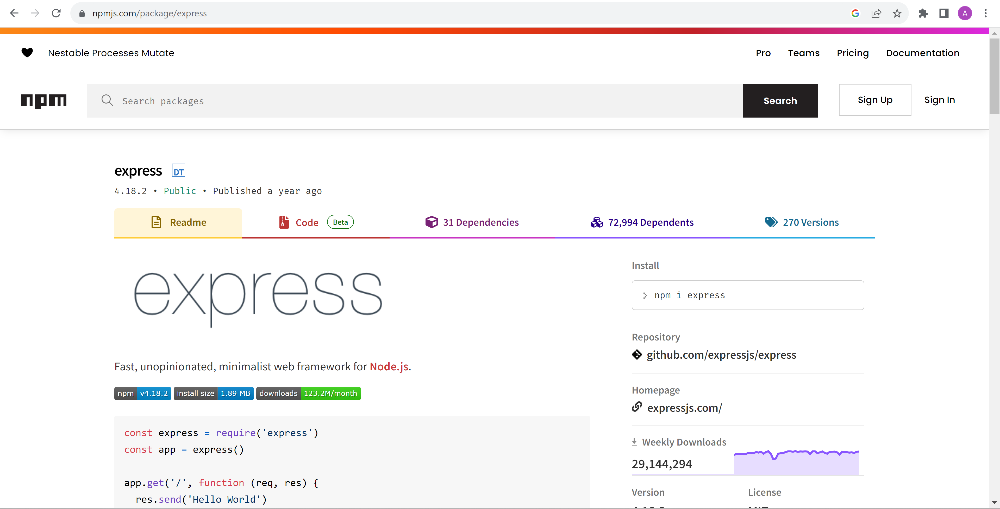 npmjs.com/package/express
A
Nestable Processes Mutate
Pro Teams Pricing Documentation
npm
Search packages
Search
Sign Up
Sign In
express DT
4.18.2 • Public • Published a year ago
Readme
Code Beta
31 Dependencies
72,994 Dependents
270 Versions
express
Fast, unopinionated, minimalist web framework for Node.js.
npm v4.18.2 install size 1.89 MB downloads 123.2M/month
const express = require('express')
const app = express()
app.get('/', function (req, res) {
res.send('Hello World')
Install
> npm i express
Repository
github.com/expressjs/express
Homepage
expressjs.com/
Weekly Downloads
29,144,294
Version License